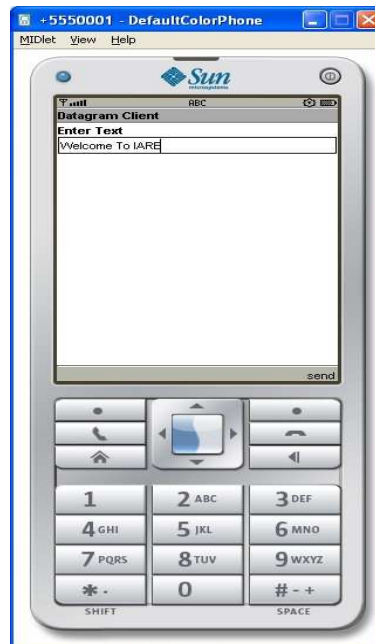 +5550001 - DefaultColorPhone
MIDlet View Help
Sun
microsystems
ABC
Datagram Client
Enter Text
Welcome To IARE
send
1 2 ABC 3 DEF
4 GHI 5 JKL 6 MNO
7 PQRS 8 TUV 9 WXYZ
* . 0 # - +
SHIFT SPACE